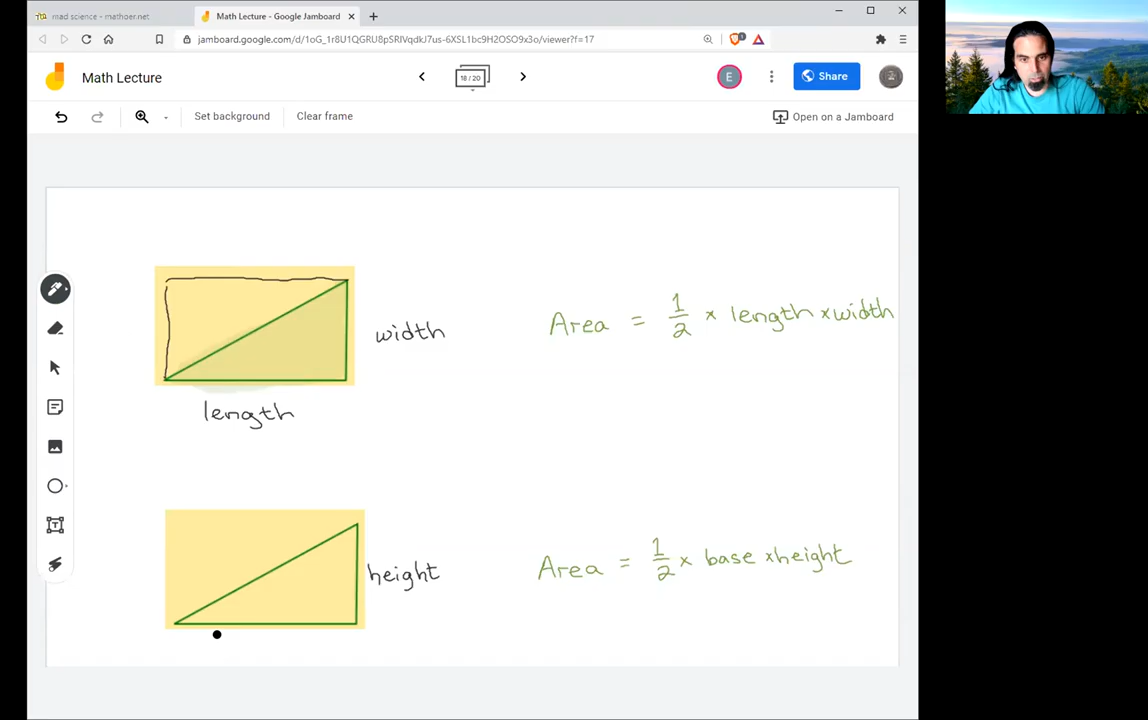 mad science - mathoer.net
Math Lecture - Google Jamboard
jamboard.google.com/d/1oG_1r8U1QGRU8pSRIVqdkJ7us-6XSL1bc9H2OSO9x3o/viewer?f=17
Math Lecture
18 / 20
E
Share
Set background
Clear frame
Open on a Jamboard
width
Area = 1/2 × length × width
length
height
Area = 1/2 × base × height